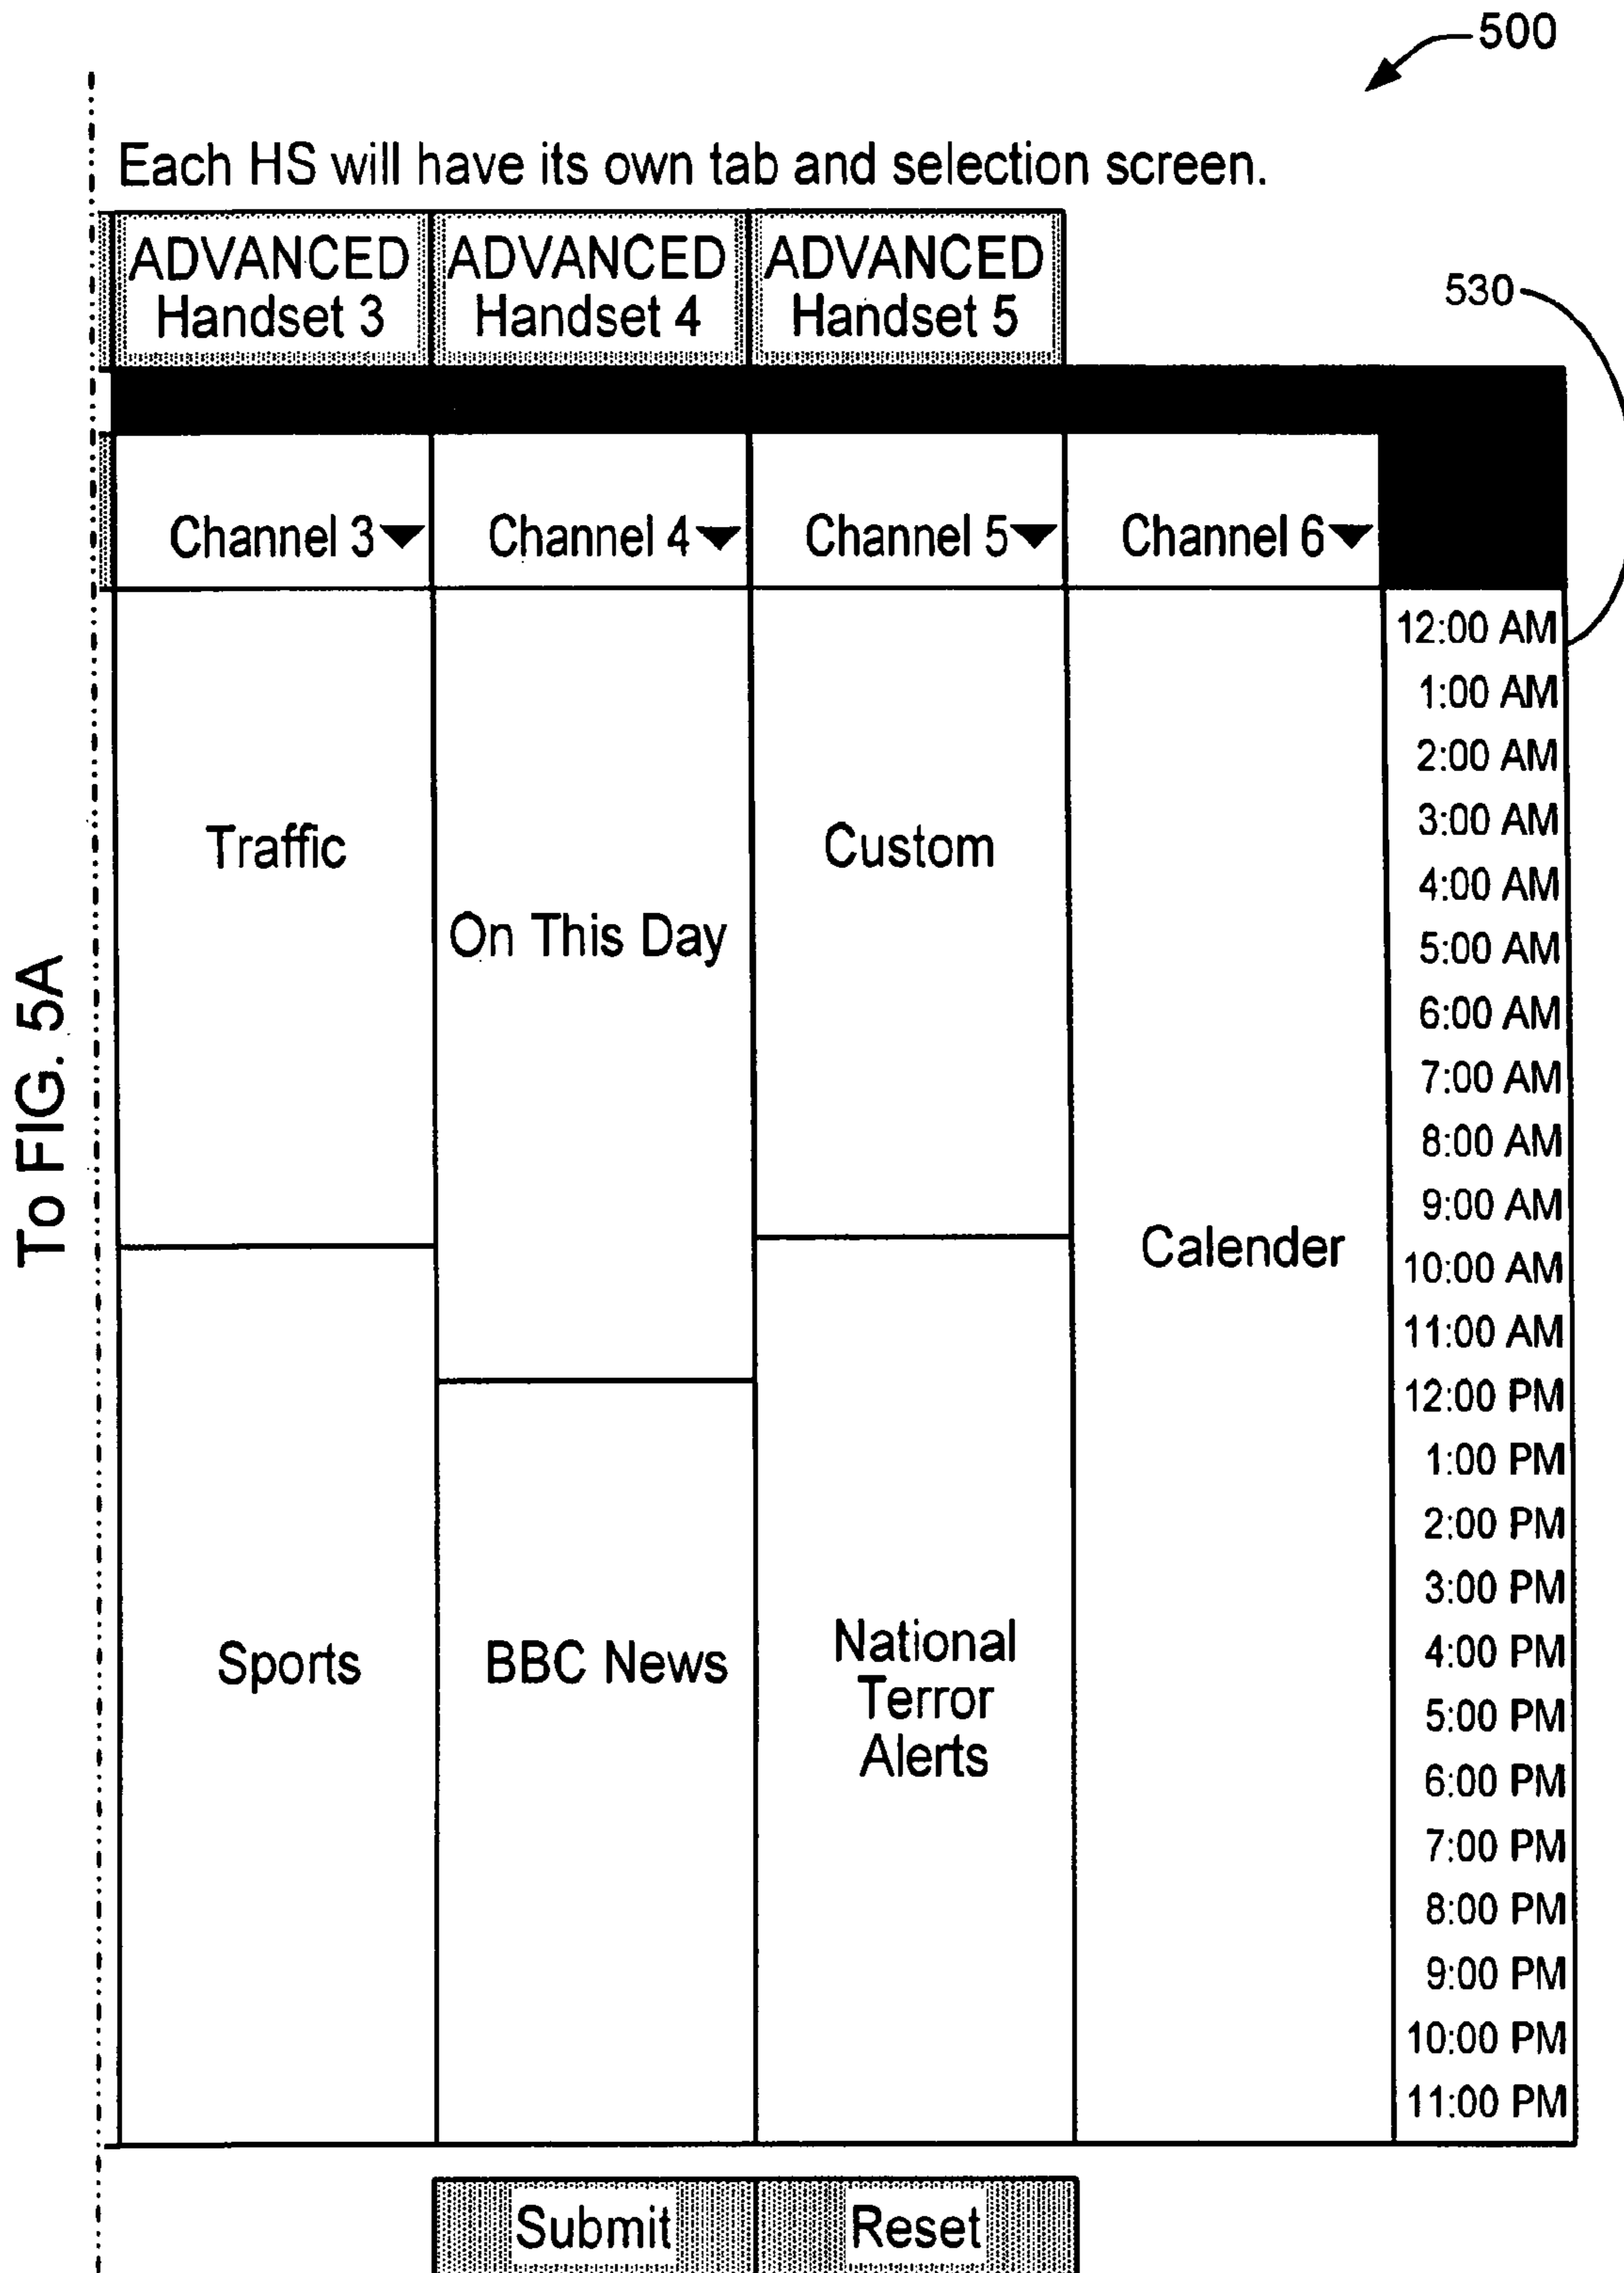 500
Each HS will have its own tab and selection screen.
ADVANCED
Handset 3
ADVANCED
Handset 4
ADVANCED
Handset 5
530
Channel 3
Channel 4
Channel 5
Channel 6
Traffic
Sports
On This Day
BBC News
Custom
National
Terror
Alerts
Calender
12:00 AM
1:00 AM
2:00 AM
3:00 AM
4:00 AM
5:00 AM
6:00 AM
7:00 AM
8:00 AM
9:00 AM
10:00 AM
11:00 AM
12:00 PM
1:00 PM
2:00 PM
3:00 PM
4:00 PM
5:00 PM
6:00 PM
7:00 PM
8:00 PM
9:00 PM
10:00 PM
11:00 PM
To FIG. 5A
Submit
Reset